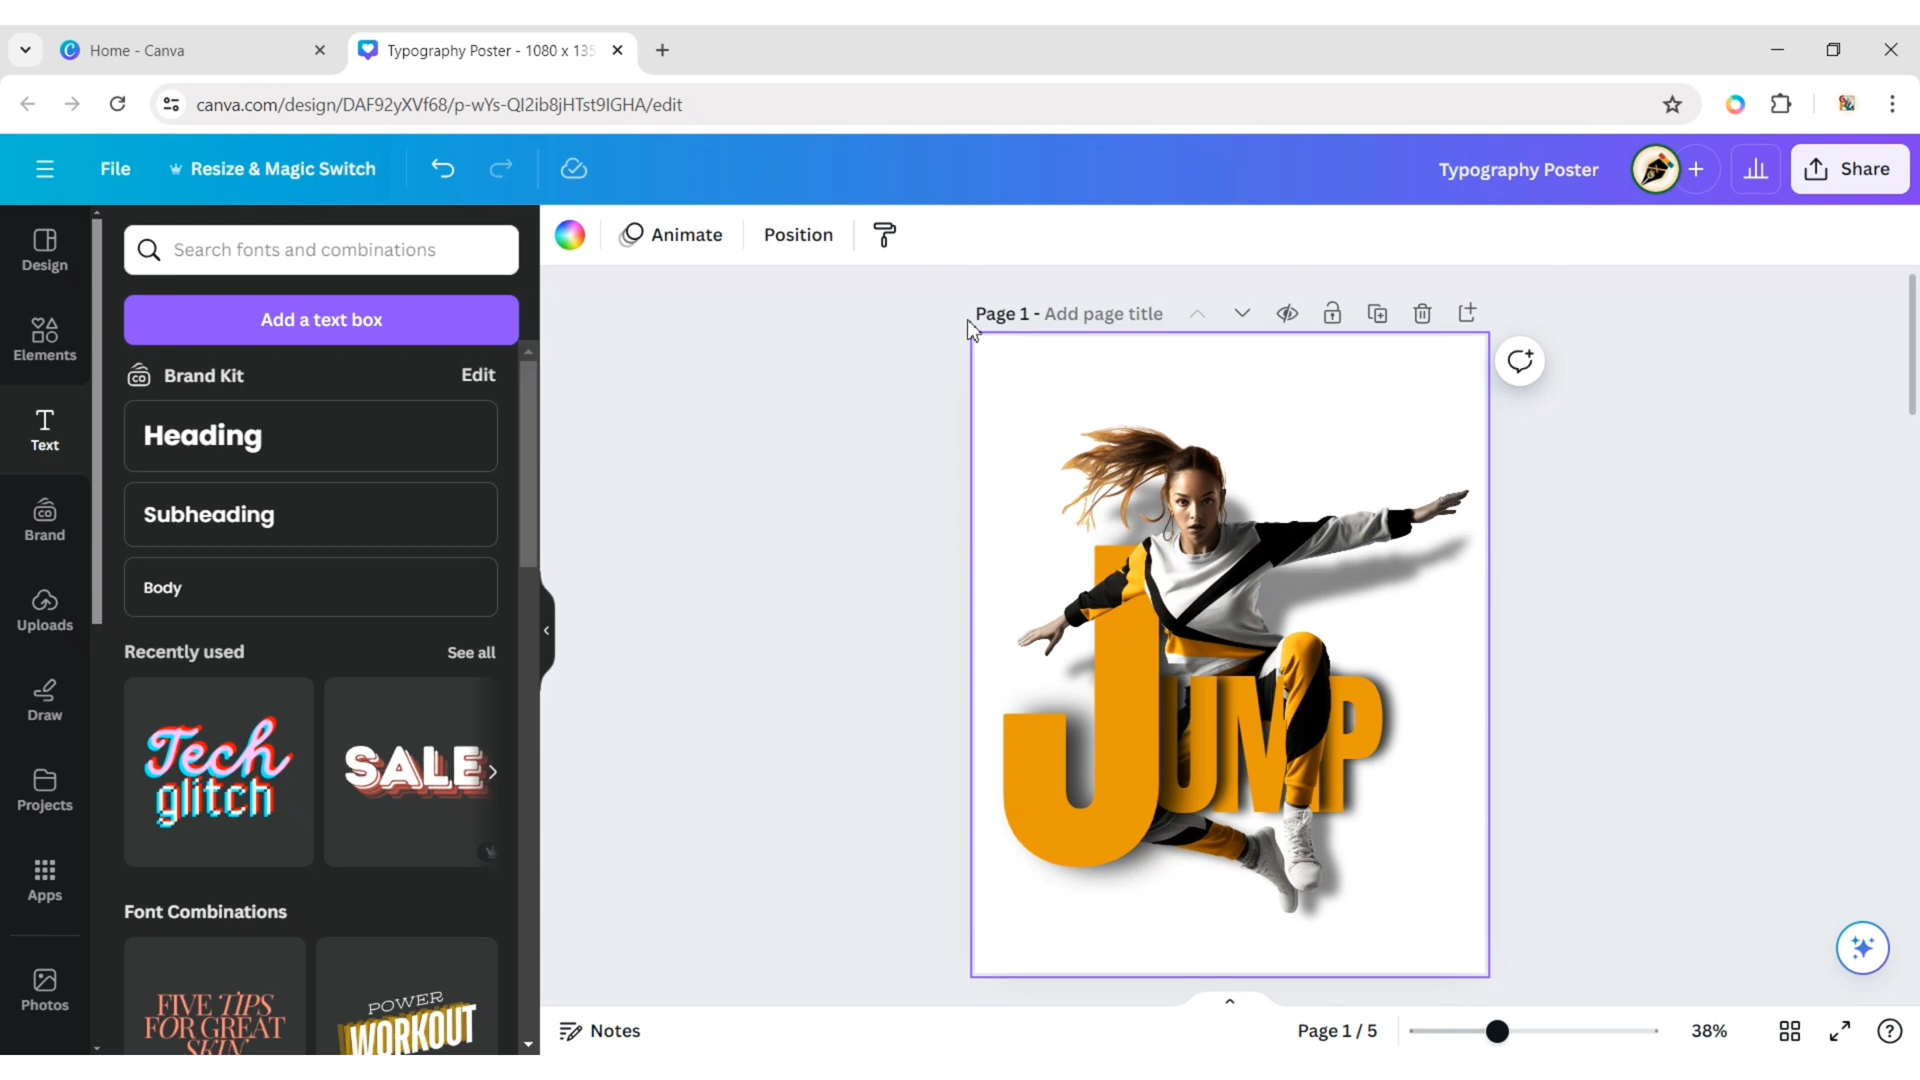 Home - Canva
Typography Poster - 1080 x 135
canva.com/design/DAF92yXVf68/p-wYs-QI2ib8jHTst9IGHA/edit
File
Resize & Magic Switch
Typography Poster
Share
Design
Elements
Text
Brand
Uploads
Draw
Projects
Apps
Photos
Search fonts and combinations
Add a text box
Brand Kit
Edit
Heading
Subheading
Body
Recently used
See all
Tech
glitch
SALE
Font Combinations
FIVE TIPS
FOR GREAT
SKIN
POWER
WORKOUT
Animate
Position
Page 1 - Add page title
JUMP
Notes
Page 1 / 5
38%